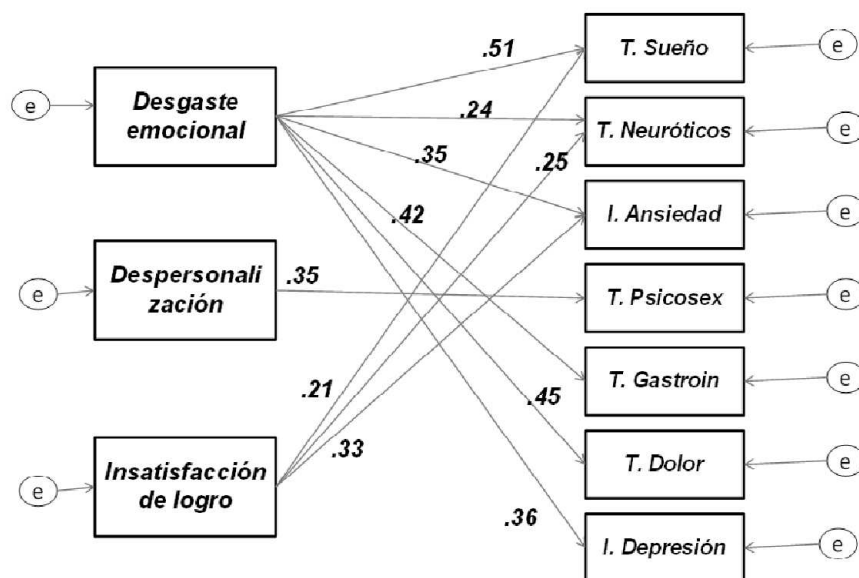 .51
T. Sueño
e
e
Desgaste
emocional
.24
T. Neuróticos
e
.25
.35
I. Ansiedad
e
.42
e
Despersonali
zación
.35
T. Psicosex
e
.21
.45
T. Gastroin
e
e
Insatisfacción
de logro
.33
T. Dolor
e
.36
I. Depresión
e